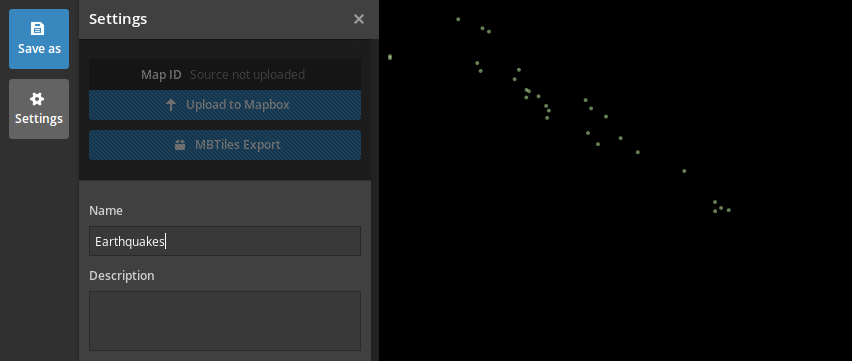 Save as
Settings
Settings
Map ID Source not uploaded
Upload to Mapbox
MBTiles Export
Name
Earthquakes
Description